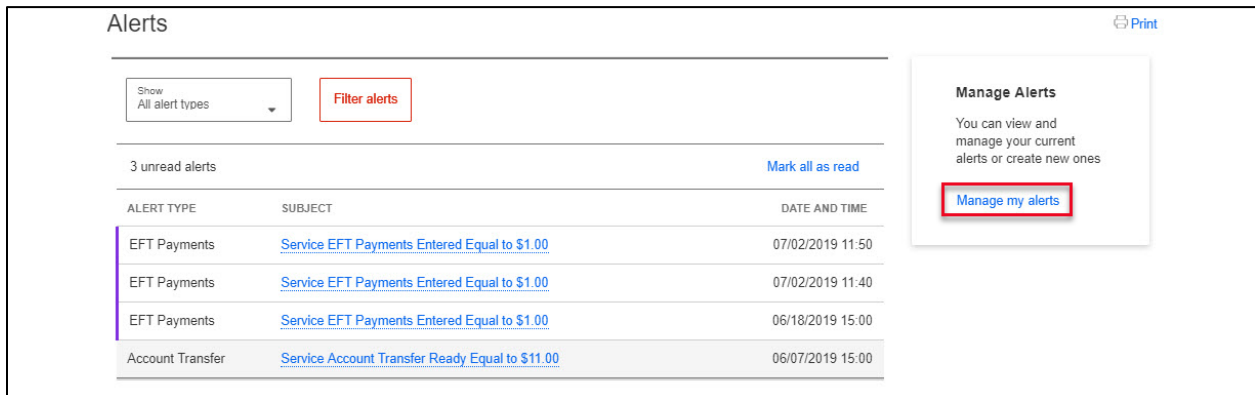 Alerts
Print
Show
All alert types
Filter alerts
3 unread alerts
Mark all as read
ALERT TYPE SUBJECT DATE AND TIME
EFT Payments Service EFT Payments Entered Equal to $1.00 07/02/2019 11:50
EFT Payments Service EFT Payments Entered Equal to $1.00 07/02/2019 11:40
EFT Payments Service EFT Payments Entered Equal to $1.00 06/18/2019 15:00
Account Transfer Service Account Transfer Ready Equal to $11.00 06/07/2019 15:00
Manage Alerts
You can view and
manage your current
alerts or create new ones
Manage my alerts